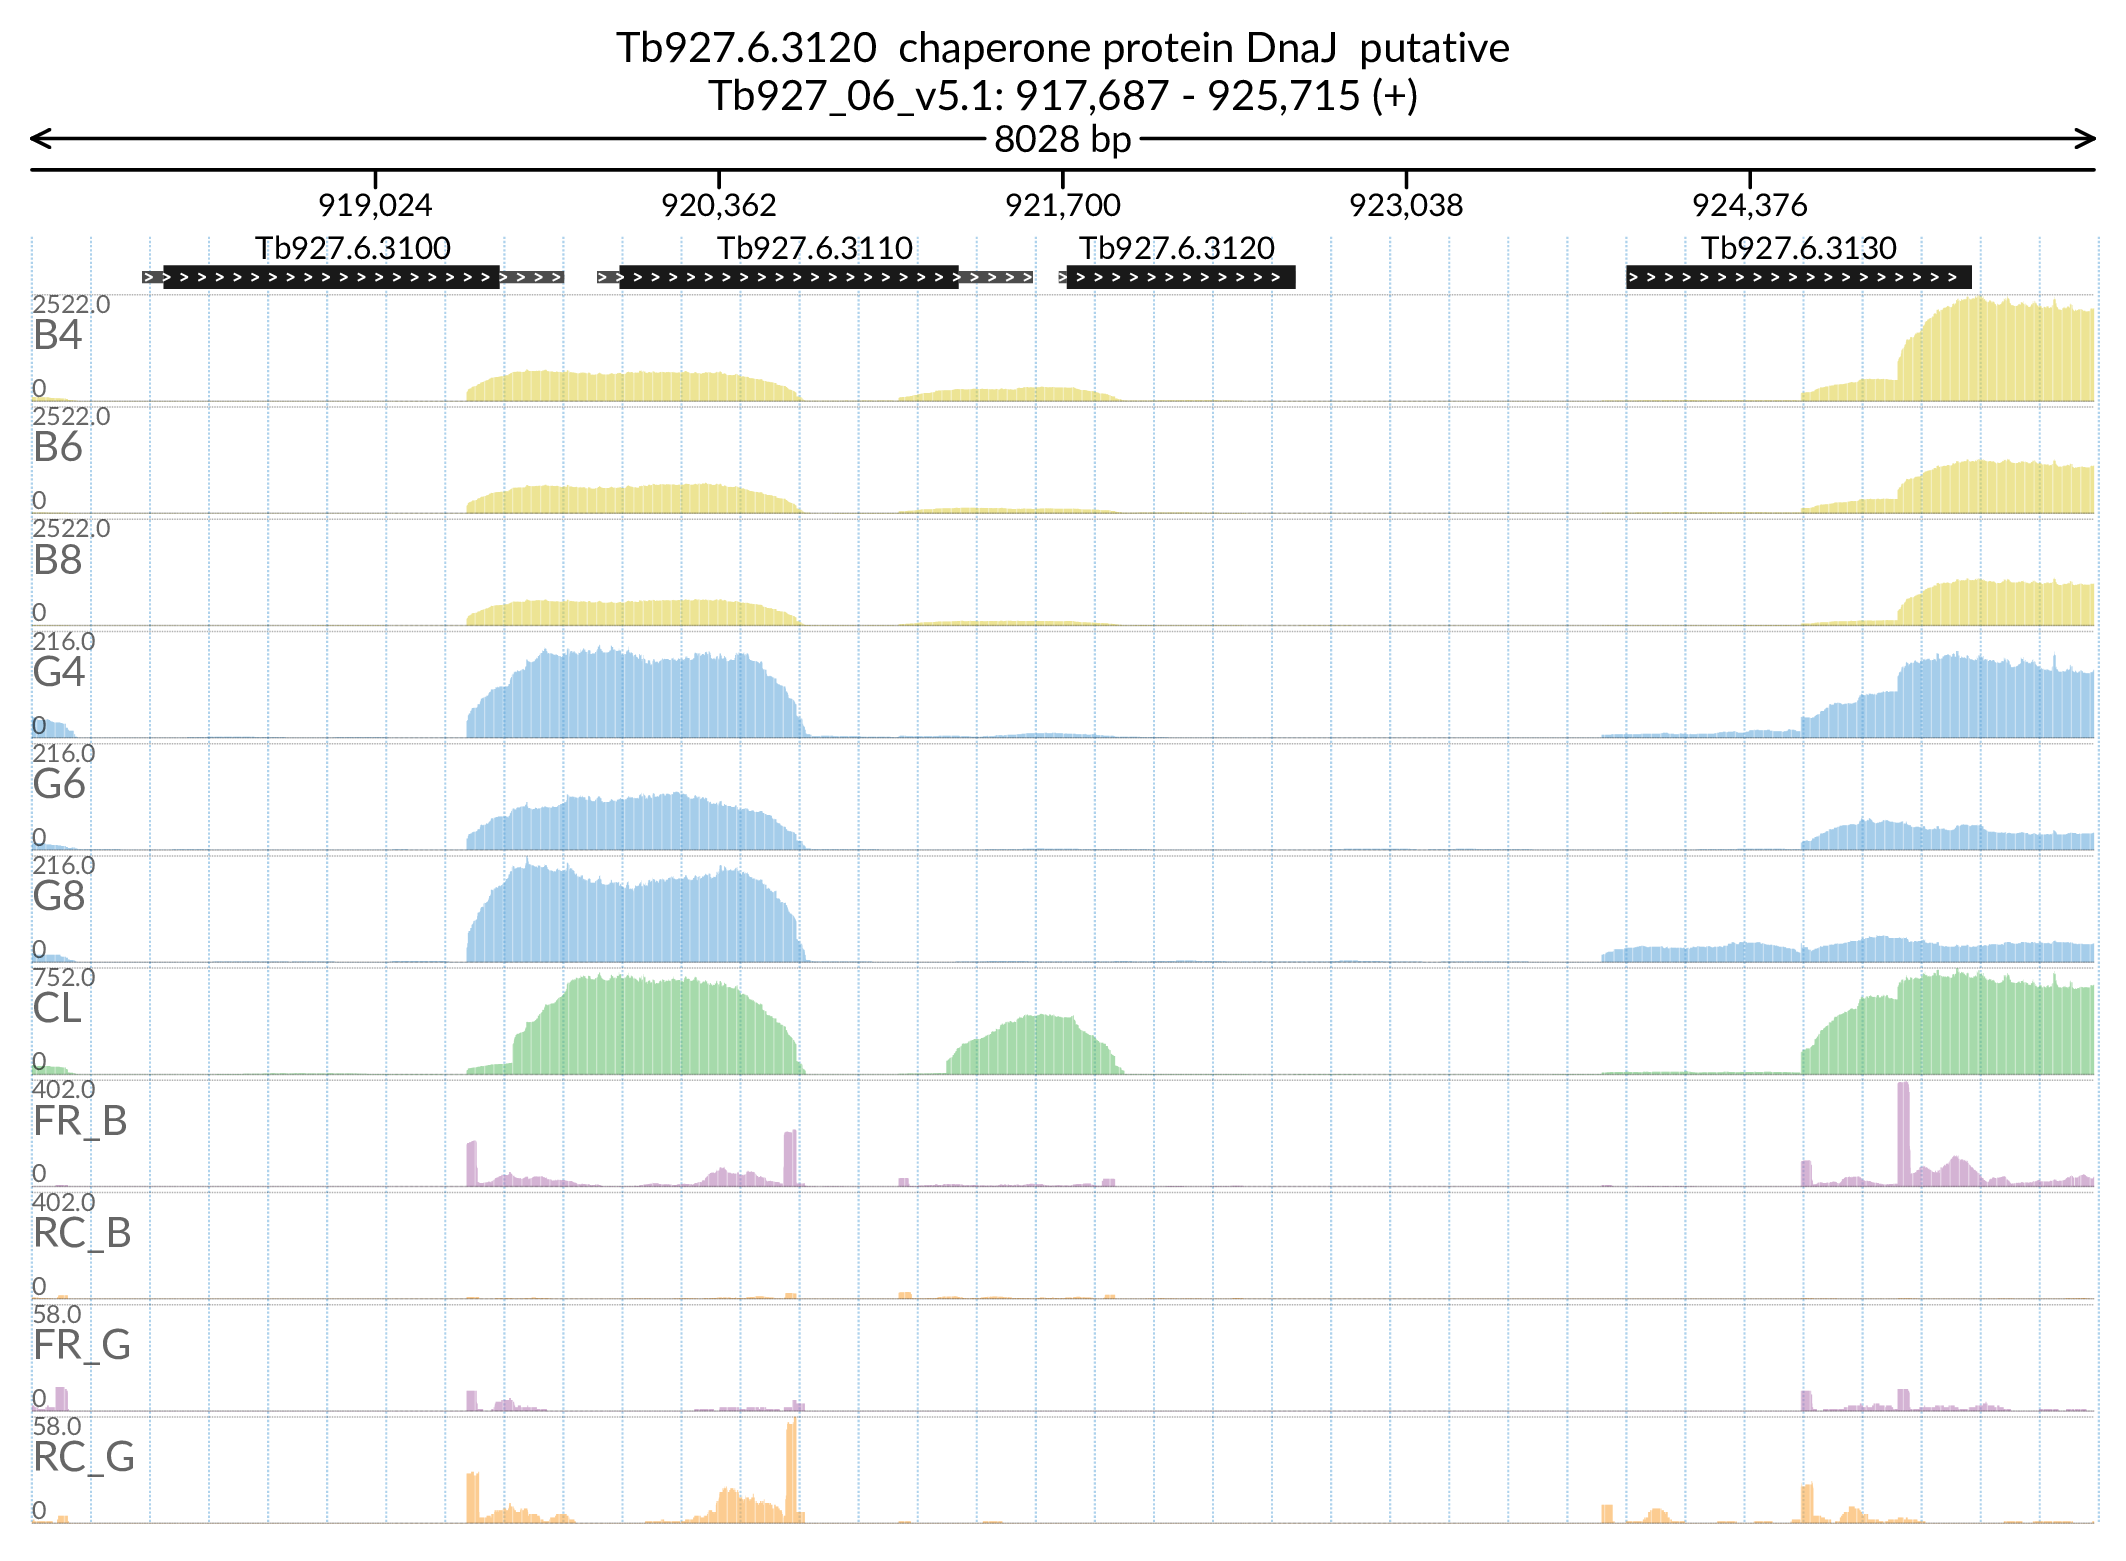 Tb927.6.3120  chaperone protein DnaJ  putative
Tb927_06_v5.1: 917,687 - 925,715 (+)
8028 bp
919,024 920,362 921,700 923,038 924,376
Tb927.6.3100 Tb927.6.3110 Tb927.6.3120 Tb927.6.3130
2522.0
B4
0
2522.0
B6
0
2522.0
B8
0
216.0
G4
0
216.0
G6
0
216.0
G8
0
752.0
CL
0
402.0
FR_B
0
402.0
RC_B
0
58.0
FR_G
0
58.0
RC_G
0